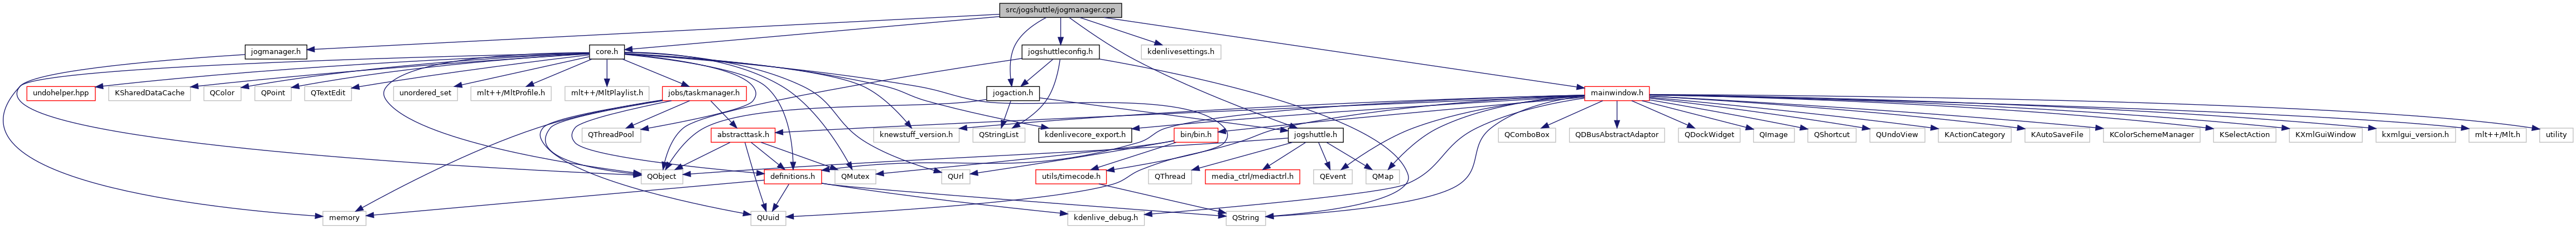 src/jogshuttle/jogmanager.cpp
jogmanager.h
core.h
jogshuttleconfig.h
kdenlivesettings.h
undohelper.hpp
KSharedDataCache
QColor
QPoint
QTextEdit
unordered_set
mlt++/MltProfile.h
mlt++/MltPlaylist.h
jobs/taskmanager.h
jogaction.h
mainwindow.h
QThreadPool
abstracttask.h
knewstuff_version.h
QStringList
kdenlivecore_export.h
bin/bin.h
jogshuttle.h
QComboBox
QDBusAbstractAdaptor
QDockWidget
QImage
QShortcut
QUndoView
KActionCategory
KAutoSaveFile
KColorSchemeManager
KSelectAction
KXmlGuiWindow
kxmlgui_version.h
mlt++/Mlt.h
utility
QObject
definitions.h
QMutex
QUrl
utils/timecode.h
QThread
media_ctrl/mediactrl.h
QEvent
QMap
memory
QUuid
kdenlive_debug.h
QString